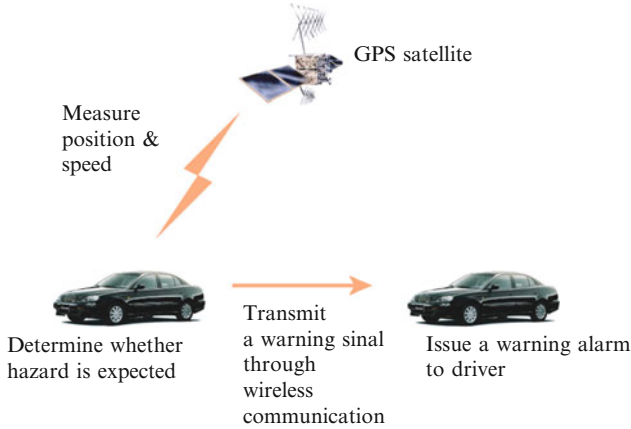 GPS satellite
Measure
position &
speed
Determine whether
hazard is expected
Transmit
a warning sinal
through
wireless
communication
Issue a warning alarm
to driver